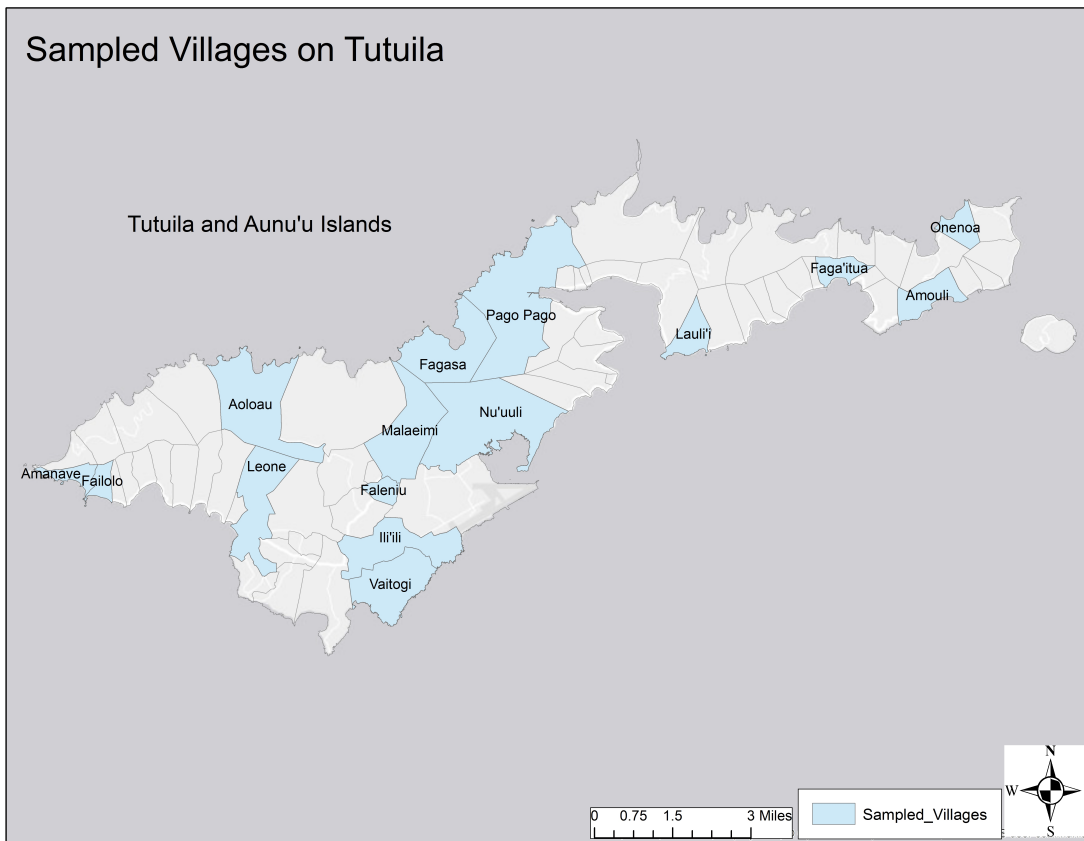 Sampled Villages on Tutuila
Tutuila and Aunu'u Islands
Onenoa
Faga'itua
Amouli
Pago Pago
Lauli'i
Fagasa
Aoloau
Nu'uuli
Malaeimi
Leone
Amanave
Failolo
Faleniu
Ili'ili
Vaitogi
N
W
S
0 0.75 1.5 3 Miles
Sampled_Villages